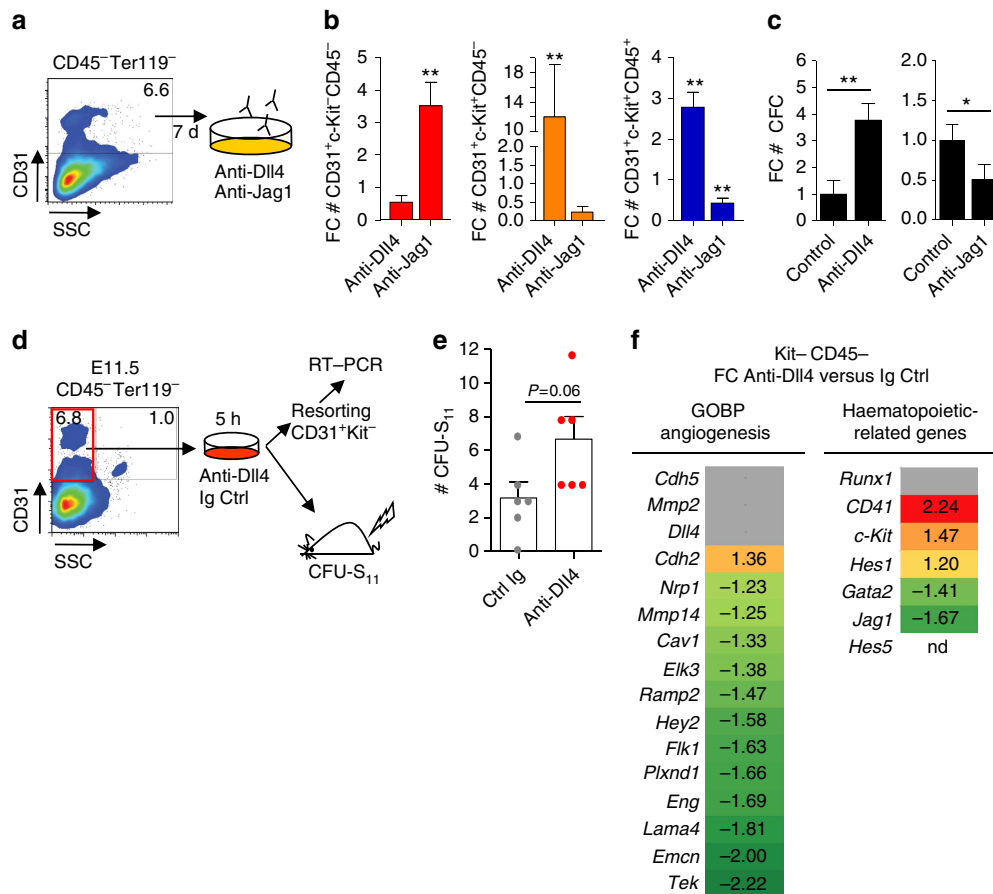 a
CD45⁻Ter119⁻
6.6
CD31
SSC
7 d
Anti-Dll4
Anti-Jag1
b
FC # CD31⁺c-Kit⁻CD45⁻
5
4
3
2
1
0
**
Anti-Dll4
Anti-Jag1
FC # CD31⁺c-Kit⁺CD45⁻
20
18
16
14
12
10
2.0
1.5
1.0
0.5
0.0
**
Anti-Dll4
Anti-Jag1
FC # CD31⁺c-Kit⁺CD45⁺
4
3
2
1
0
**
**
Anti-Dll4
Anti-Jag1
c
FC # CFC
6
5
4
3
2
1
0
**
Control
Anti-Dll4
2.0
1.5
1.0
0.5
0.0
*
Control
Anti-Jag1
d
E11.5
CD45⁻Ter119⁻
6.8
1.0
CD31
SSC
5 h
Anti-Dll4
Ig Ctrl
RT–PCR
Resorting
CD31⁺Kit⁻
CFU-S₁₁
e
# CFU-S₁₁
12
10
8
6
4
2
0
P=0.06
Ctrl Ig
Anti-Dll4
f
Kit– CD45–
FC Anti-Dll4 versus Ig Ctrl
GOBP
angiogenesis
Cdh5
Mmp2
Dll4
Cdh2 1.36
Nrp1 –1.23
Mmp14 –1.25
Cav1 –1.33
Elk3 –1.38
Ramp2 –1.47
Hey2 –1.58
Flk1 –1.63
Plxnd1 –1.66
Eng –1.69
Lama4 –1.81
Emcn –2.00
Tek –2.22
Haematopoietic-
related genes
Runx1
CD41 2.24
c-Kit 1.47
Hes1 1.20
Gata2 –1.41
Jag1 –1.67
Hes5 nd